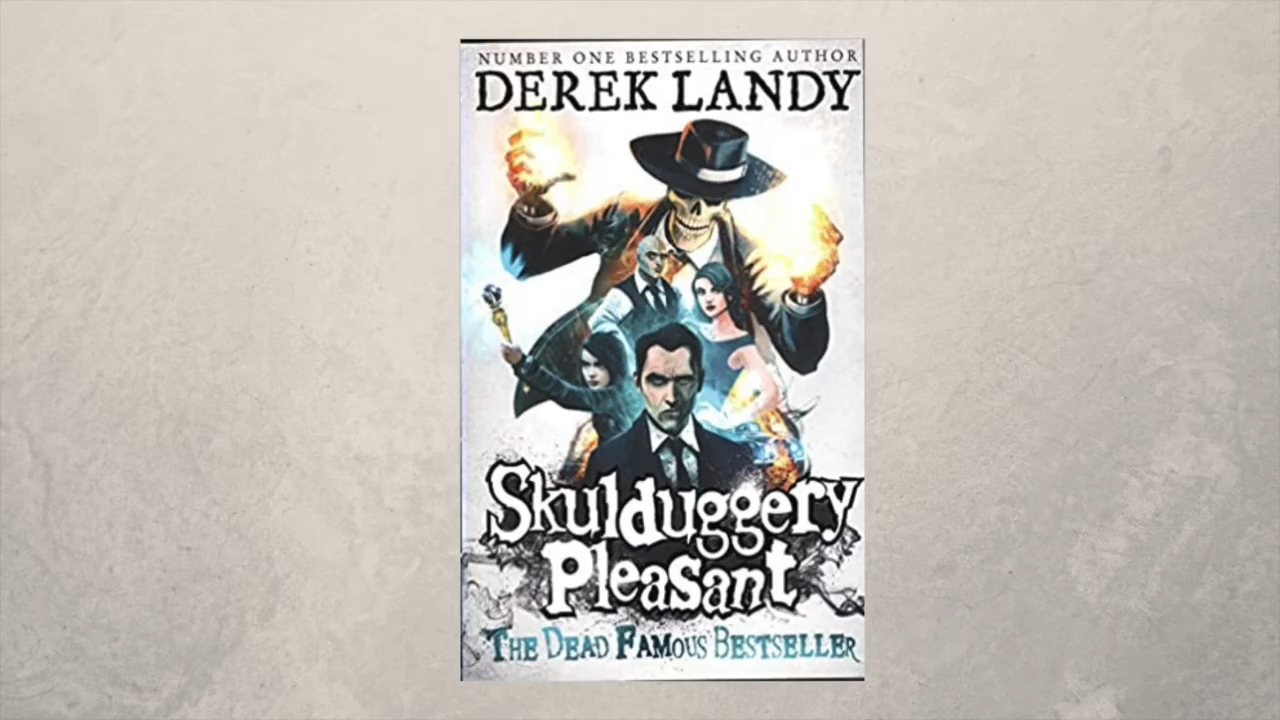 NUMBER ONE BESTSELLING AUTHOR
DEREK LANDY
Skulduggery
Pleasant
THE DEAD FAMOUS BESTSELLER